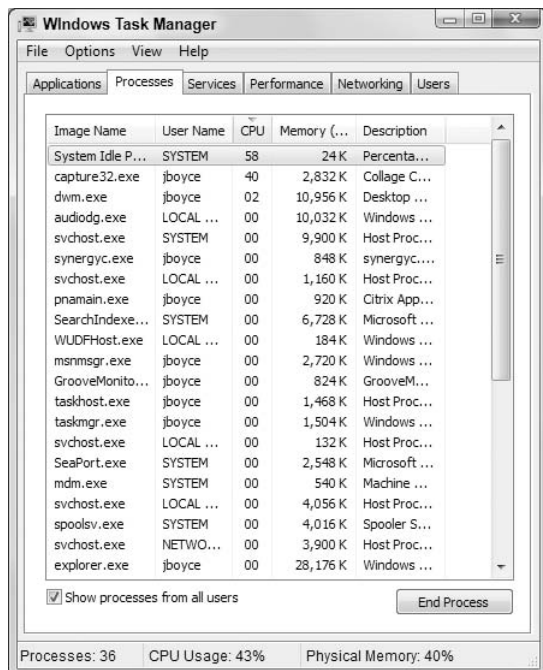 WIndows Task Manager
File Options View Help
Applications Processes Services Performance Networking Users
Image Name User Name CPU Memory (... Description
System Idle P... SYSTEM 58 24 K Percenta...
capture32.exe jboyce 40 2,832 K Collage C...
dwm.exe jboyce 02 10,956 K Desktop ...
audiodg.exe LOCAL ... 00 10,032 K Windows ...
svchost.exe SYSTEM 00 9,900 K Host Proc...
synergyc.exe jboyce 00 848 K synergyc....
svchost.exe LOCAL ... 00 1,160 K Host Proc...
pnamain.exe jboyce 00 920 K Citrix App...
SearchIndexe... SYSTEM 00 6,728 K Microsoft ...
WUDFHost.exe LOCAL ... 00 184 K Windows ...
msnmsgr.exe jboyce 00 2,720 K Windows ...
GrooveMonito... jboyce 00 824 K GrooveM...
taskhost.exe jboyce 00 1,468 K Host Proc...
taskmgr.exe jboyce 00 1,504 K Windows ...
svchost.exe LOCAL ... 00 132 K Host Proc...
SeaPort.exe SYSTEM 00 2,548 K Microsoft ...
mdm.exe SYSTEM 00 540 K Machine ...
svchost.exe LOCAL ... 00 4,056 K Host Proc...
spoolsv.exe SYSTEM 00 4,016 K Spooler S...
svchost.exe NETWO... 00 3,900 K Host Proc...
explorer.exe jboyce 00 28,176 K Windows ...
Show processes from all users End Process
Processes: 36 CPU Usage: 43% Physical Memory: 40%